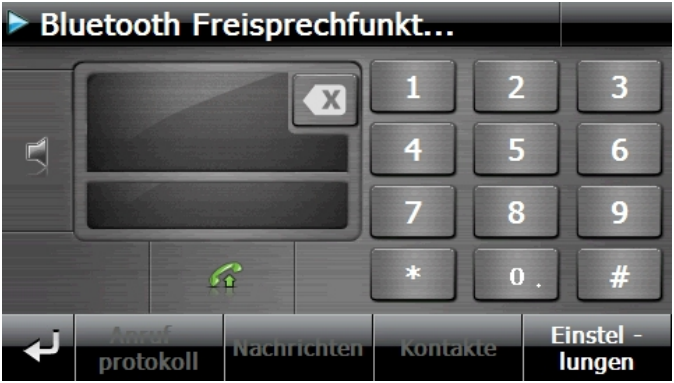 Bluetooth Freisprechfunkt...
1 2 3
4 5 6
7 8 9
* 0 . #
Anruf
protokoll
Nachrichten
Kontakte
Einstel -
lungen